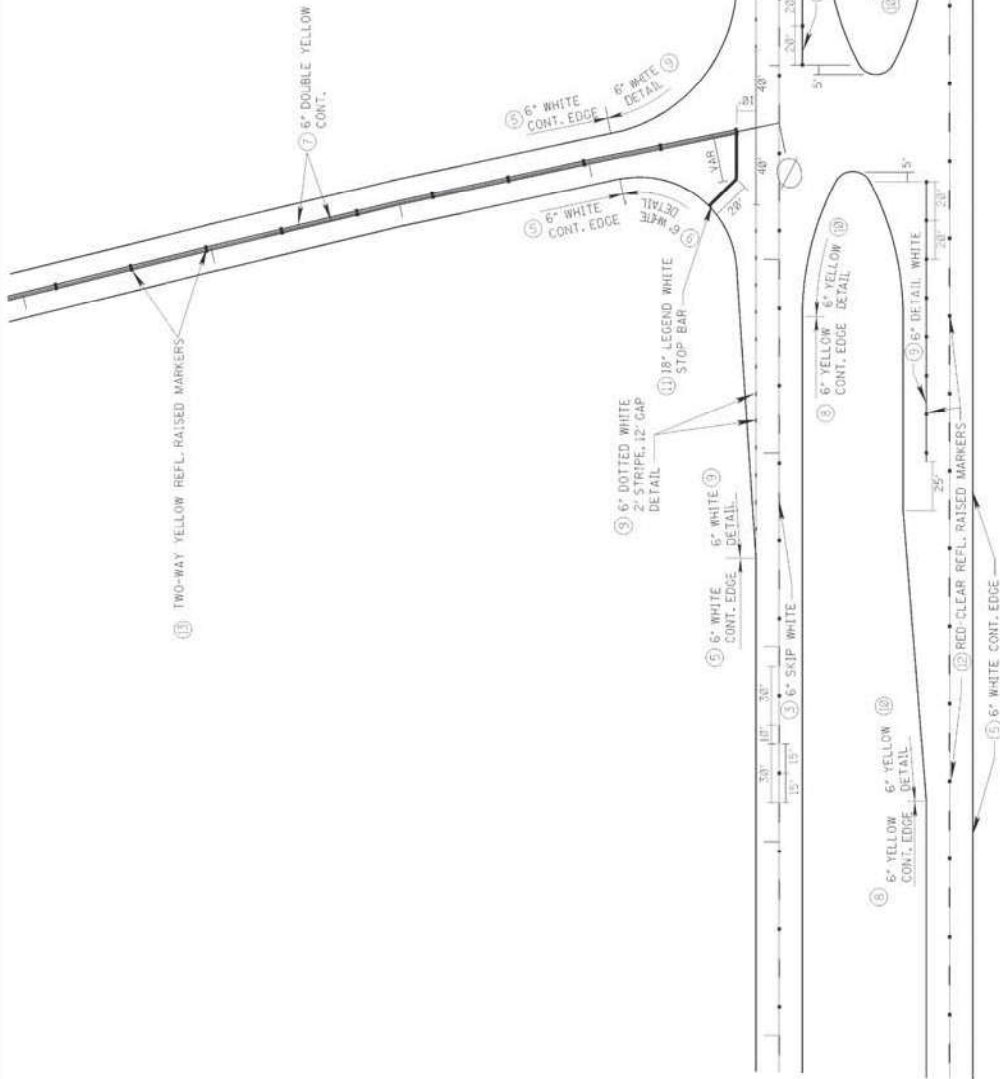 ⑦ 6" DOUBLE YELLOW
CONT.
⑤ 6" WHITE
CONT. EDGE
6" WHITE ⑨
DETAIL
⑬ TWO-WAY YELLOW REFL. RAISED MARKERS
⑤ 6" WHITE
CONT. EDGE
6" WHITE
DETAIL
⑥
VAR
20'
10'
40'
40'
20'
20'
5'
⑩
⑪ 18" LEGEND WHITE
STOP BAR
⑨ 6" DOTTED WHITE
2' STRIPE, 12' GAP
DETAIL
⑤ 6" WHITE
CONT. EDGE
6" WHITE ⑨
DETAIL
30'
10'
30'
15'
15'
③ 6" SKIP WHITE
⑧ 6" YELLOW
CONT. EDGE
6" YELLOW ⑩
DETAIL
5'
20'
20'
⑨ 6" DETAIL WHITE
25'
⑧ 6" YELLOW
CONT. EDGE
6" YELLOW ⑩
DETAIL
⑫ RED-CLEAR REFL. RAISED MARKERS
⑤ 6" WHITE CONT. EDGE